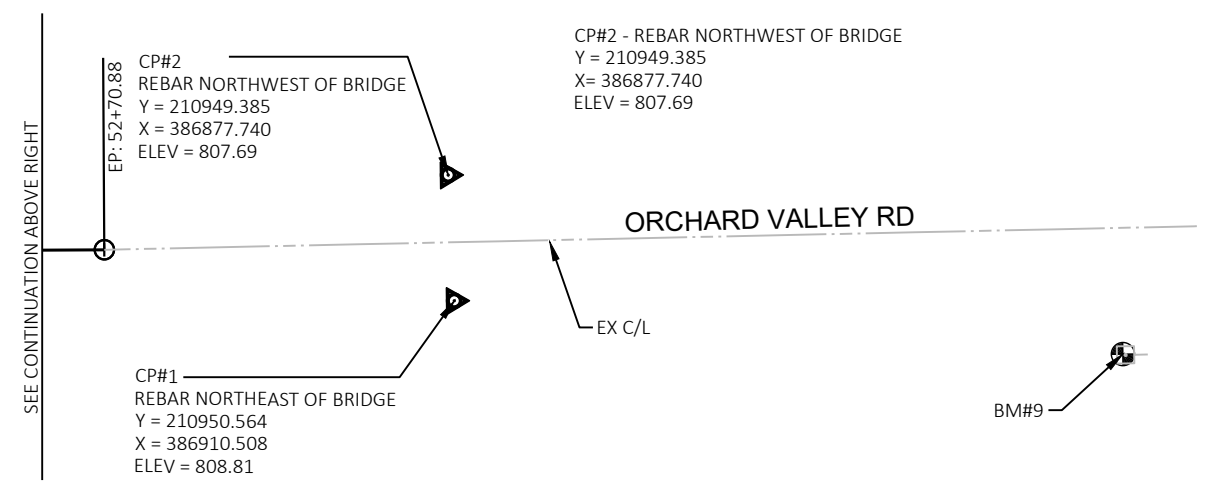 SEE CONTINUATION ABOVE RIGHT
EP: 52+70.88
CP#2
REBAR NORTHWEST OF BRIDGE
Y = 210949.385
X = 386877.740
ELEV = 807.69
CP#2 - REBAR NORTHWEST OF BRIDGE
Y = 210949.385
X= 386877.740
ELEV = 807.69
ORCHARD VALLEY RD
EX C/L
CP#1
REBAR NORTHEAST OF BRIDGE
Y = 210950.564
X = 386910.508
ELEV = 808.81
BM#9